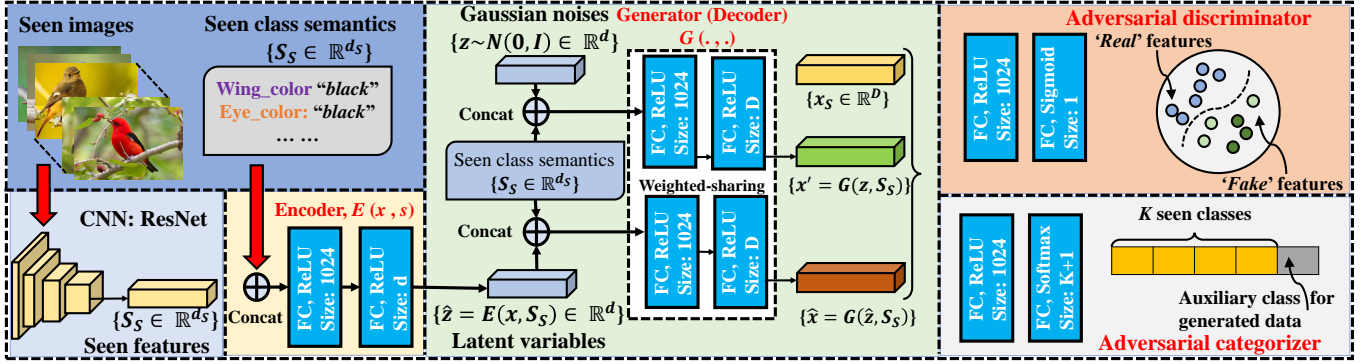 Seen images
Seen class semantics
{S_S ∈ ℝ^{d_S}}
Wing_color "black"
Eye_color: "black"
... ...
CNN: ResNet
{S_S ∈ ℝ^{d_S}}
Seen features
Encoder, E (x , s)
Concat
FC, ReLU
Size: 1024
FC, ReLU
Size: d
Gaussian noises
{z~N(0, I) ∈ ℝ^d}
Concat
Seen class semantics
{S_S ∈ ℝ^{d_S}}
Concat
{ẑ = E(x, S_S) ∈ ℝ^d}
Latent variables
Generator (Decoder)
G (. , .)
FC, ReLU
Size: 1024
FC, ReLU
Size: D
Weighted-sharing
FC, ReLU
Size: 1024
FC, ReLU
Size: D
{x_S ∈ ℝ^D}
{x′ = G(z, S_S)}
{x̂ = G(ẑ, S_S)}
Adversarial discriminator
FC, ReLU
Size: 1024
FC, Sigmoid
Size: 1
'Real' features
'Fake' features
FC, ReLU
Size: 1024
FC, Softmax
Size: K+1
K seen classes
Auxiliary class for
generated data
Adversarial categorizer